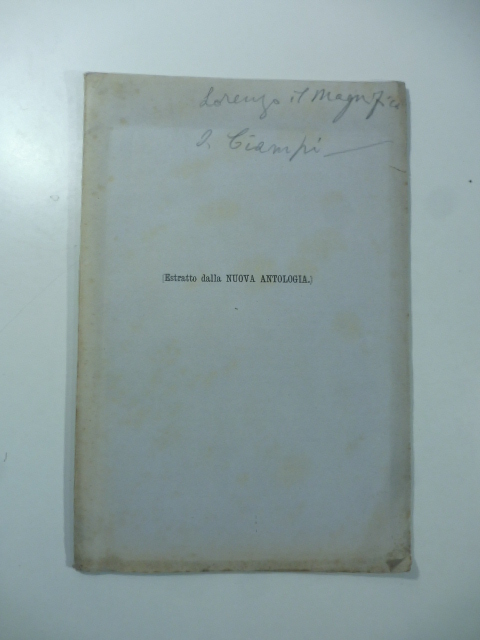 Lorenzo il Magnifico
I. Ciampi
(Estratto dalla NUOVA ANTOLOGIA.)